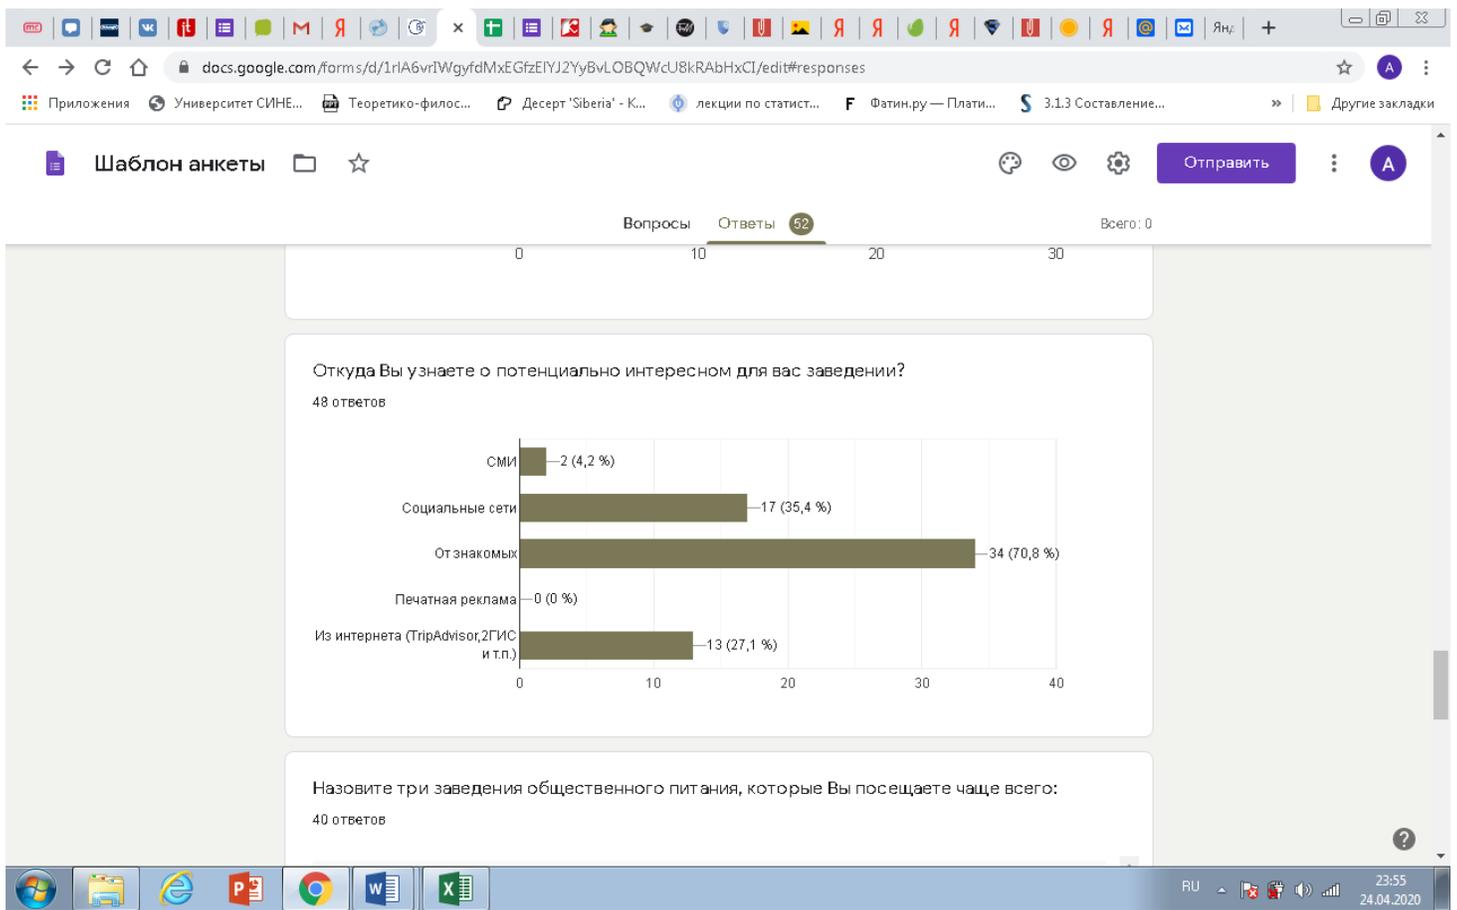 Янд
docs.google.com/forms/d/1rlA6vrIWgyfdMxEGfzElYJ2YyBvLOBQWcU8kRAbHxCI/edit#responses
Приложения Университет СИНЕ... Теоретико-филос... Десерт 'Siberia' - К... лекции по статист... Фатин.ру — Плати... 3.1.3 Составление... » Другие закладки
Шаблон анкеты Отправить А
Вопросы Ответы 52 Всего: 0
0 10 20 30
Откуда Вы узнаете о потенциально интересном для вас заведении?
48 ответов
СМИ 2 (4,2 %)
Социальные сети 17 (35,4 %)
От знакомых 34 (70,8 %)
Печатная реклама 0 (0 %)
Из интернета (TripAdvisor,2ГИС
и т.п.) 13 (27,1 %)
0 10 20 30 40
Назовите три заведения общественного питания, которые Вы посещаете чаще всего:
40 ответов
RU 23:55
24.04.2020